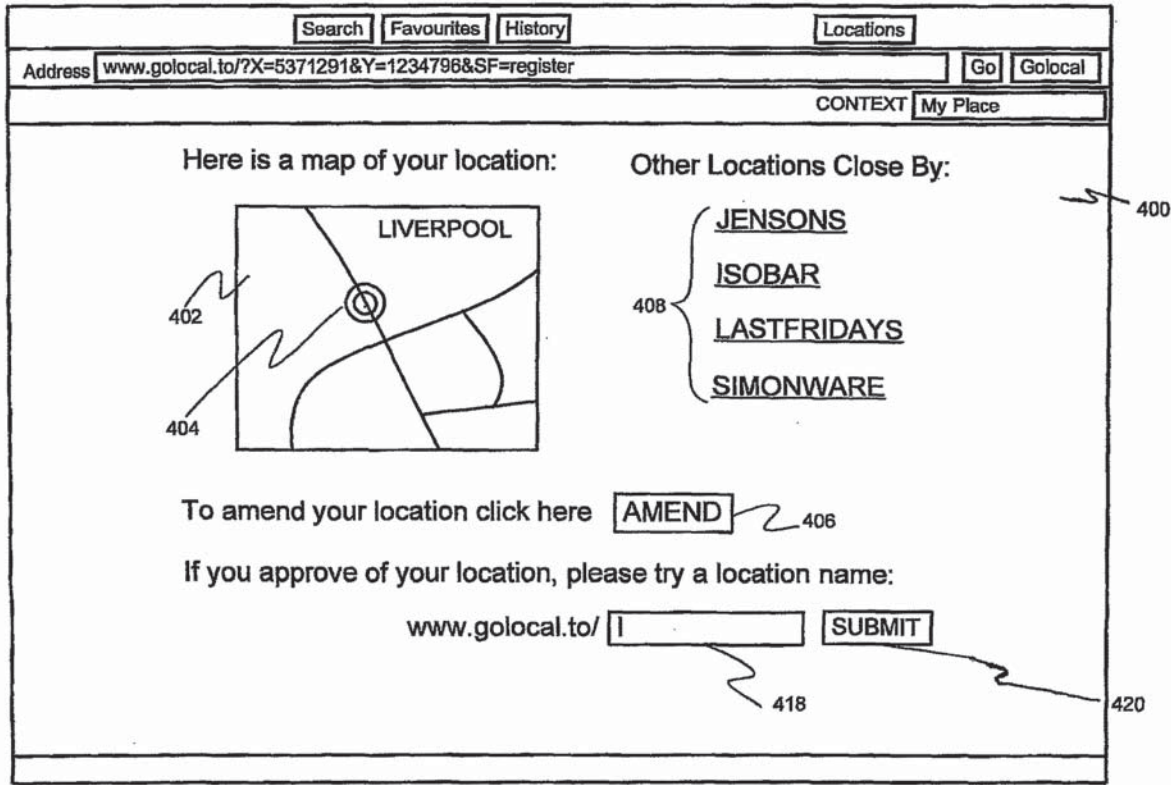 Search Favourites History Locations
Address www.golocal.to/?X=5371291&Y=1234796&SF=register Go Golocal
CONTEXT My Place
Here is a map of your location:
Other Locations Close By:
400
LIVERPOOL
402
404
408
JENSONS
ISOBAR
LASTFRIDAYS
SIMONWARE
To amend your location click here AMEND 406
If you approve of your location, please try a location name:
www.golocal.to/ SUBMIT
418
420